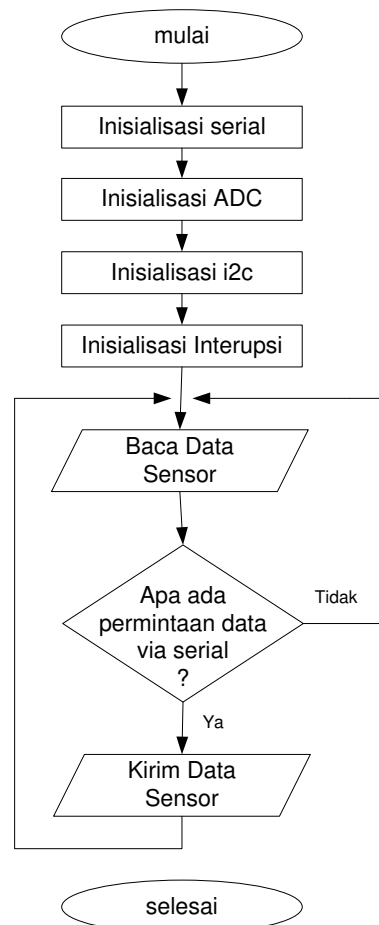 mulai
Inisialisasi serial
Inisialisasi ADC
Inisialisasi i2c
Inisialisasi Interupsi
Baca Data
Sensor
Apa ada
permintaan data
via serial
?
Tidak
Ya
Kirim Data
Sensor
selesai